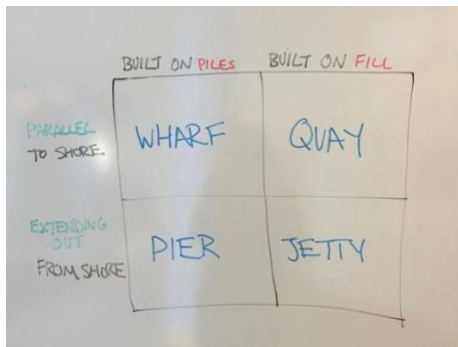 BUILT ON PILES BUILT ON FILL
PARALLEL
TO SHORE
WHARF QUAY
EXTENDING
OUT
FROM SHORE
PIER JETTY